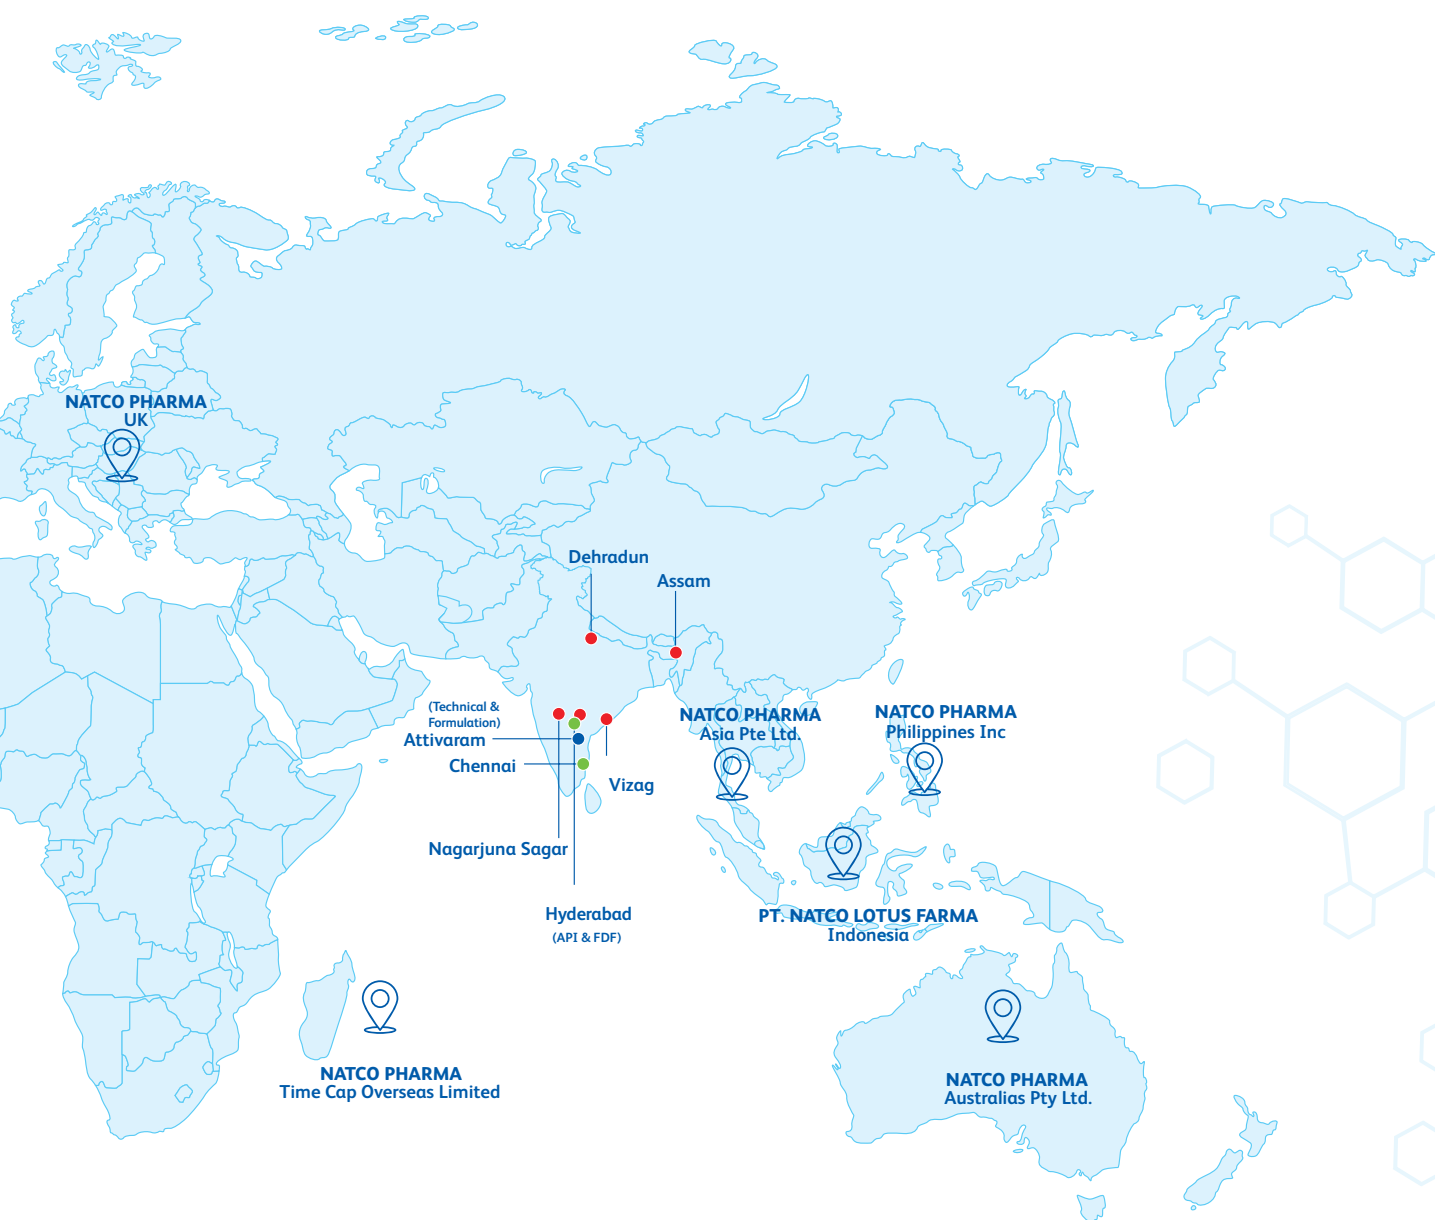 NATCO PHARMA
UK
Dehradun
Assam
(Technical &
Formulation)
Attivaram
Chennai
Vizag
Nagarjuna Sagar
Hyderabad
(API & FDF)
NATCO PHARMA
Asia Pte Ltd.
NATCO PHARMA
Philippines Inc
PT. NATCO LOTUS FARMA
Indonesia
NATCO PHARMA
Time Cap Overseas Limited
NATCO PHARMA
Australias Pty Ltd.